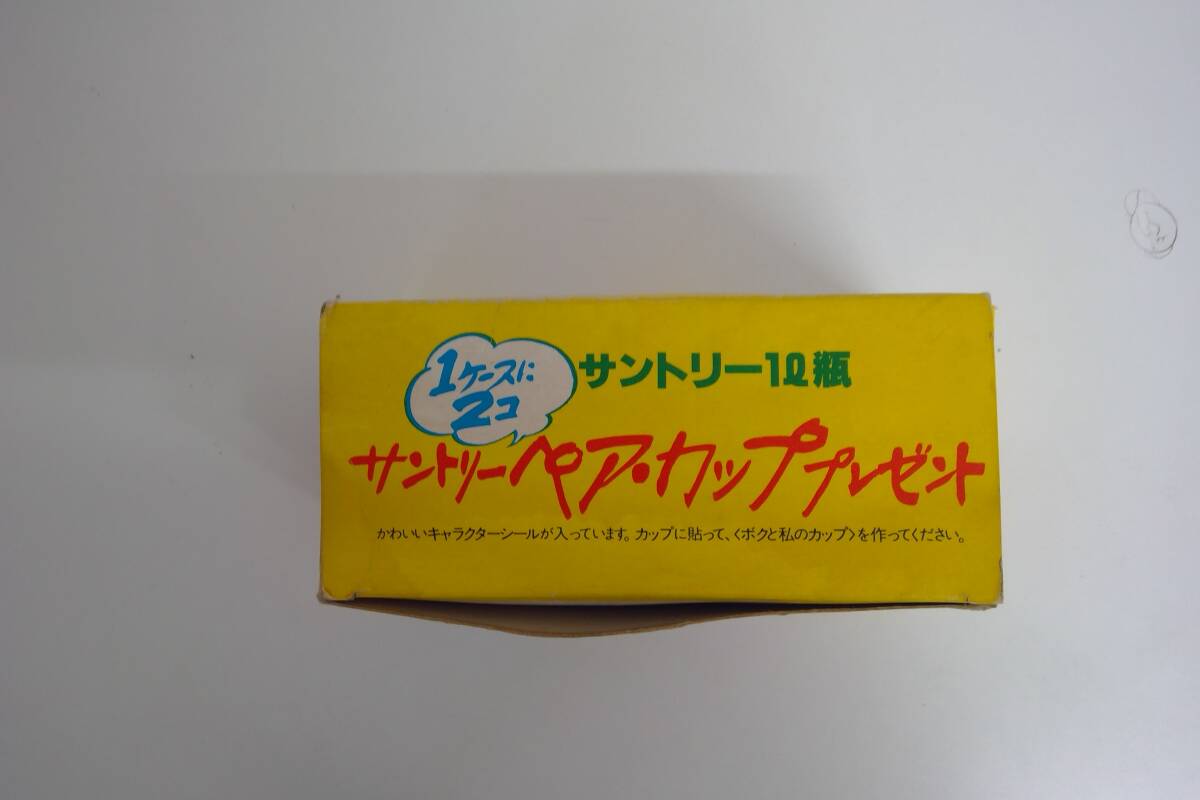 1ケースに
2コ
サントリー1ℓ瓶
サントリーペア・カッププレゼント
かわいいキャラクターシールが入っています。カップに貼って、〈ボクと私のカップ〉を作ってください。